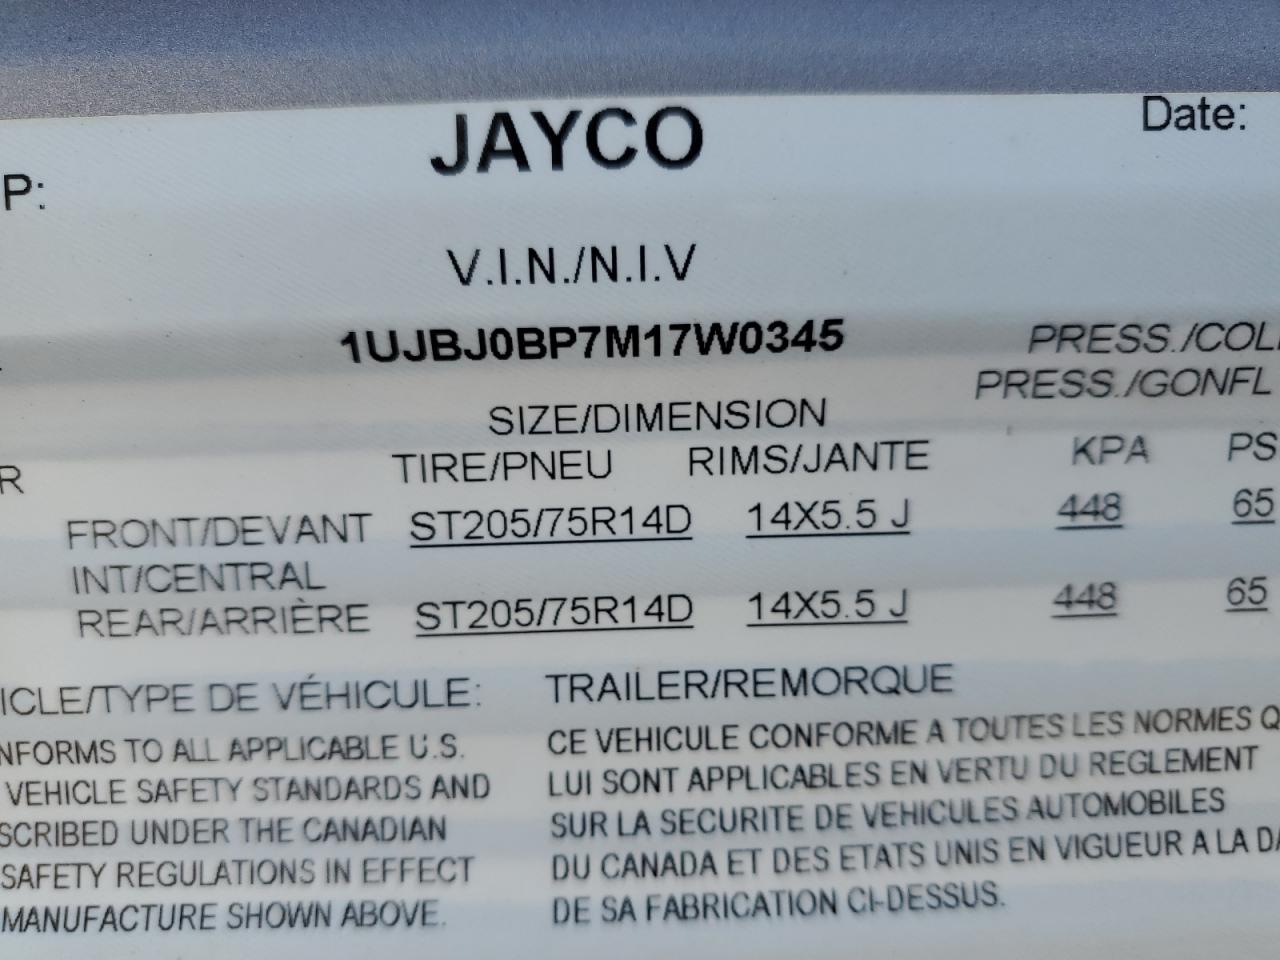 JAYCO
Date:
P:
V.I.N./N.I.V
1UJBJ0BP7M17W0345
PRESS./COL
PRESS./GONFL
SIZE/DIMENSION
R TIRE/PNEU RIMS/JANTE KPA PS
FRONT/DEVANT ST205/75R14D 14X5.5 J 448 65
INT/CENTRAL
REAR/ARRIÈRE ST205/75R14D 14X5.5 J 448 65
ICLE/TYPE DE VÉHICULE: TRAILER/REMORQUE
NFORMS TO ALL APPLICABLE U.S.
VEHICLE SAFETY STANDARDS AND
SCRIBED UNDER THE CANADIAN
SAFETY REGULATIONS IN EFFECT
MANUFACTURE SHOWN ABOVE.
CE VEHICULE CONFORME A TOUTES LES NORMES Q
LUI SONT APPLICABLES EN VERTU DU REGLEMENT
SUR LA SECURITE DE VEHICULES AUTOMOBILES
DU CANADA ET DES ETATS UNIS EN VIGUEUR A LA DA
DE SA FABRICATION CI-DESSUS.